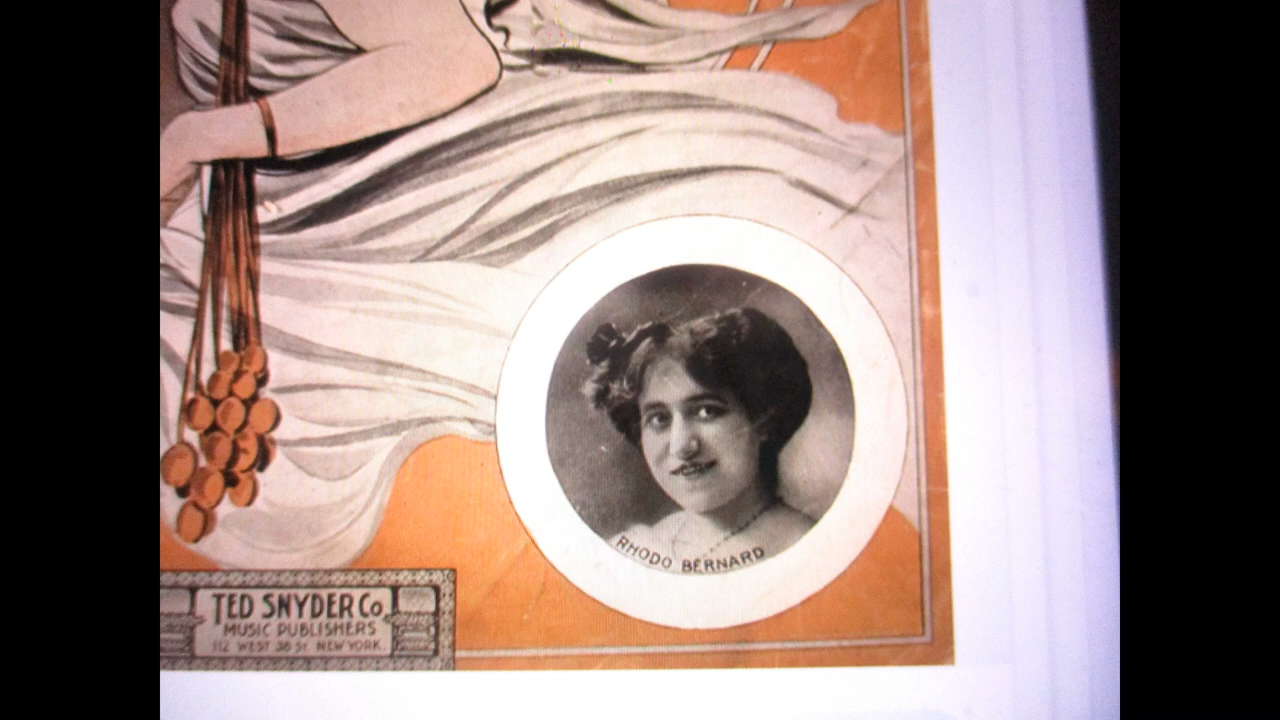 RHODO BERNARD
TED SNYDER Co.
MUSIC PUBLISHERS
112 WEST 38 St NEW YORK.